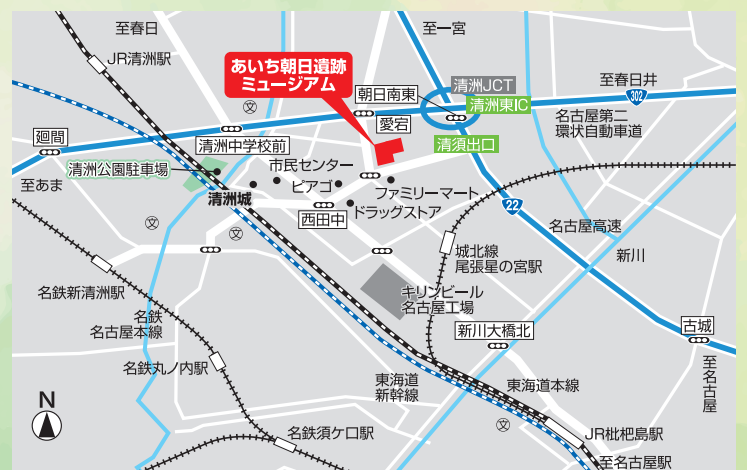 至春日
至一宮
JR清洲駅
あいち朝日遺跡
ミュージアム
朝日南東
清洲JCT
清洲東IC
至春日井
302
名古屋第二
環状自動車道
文
愛宕
廻間
清洲中学校前
清須出口
清洲公園駐車場
市民センター
ピアゴ
ファミリーマート
至あま
清洲城
ドラッグストア
西田中
22
文
文
名古屋高速
城北線
尾張星の宮駅
新川
名鉄新清洲駅
キリンビール
名古屋工場
名鉄
名古屋本線
新川大橋北
古城
名鉄丸ノ内駅
東海道
新幹線
東海道本線
至名古屋
N
名鉄須ケ口駅
文
JR枇杷島駅
至名古屋駅